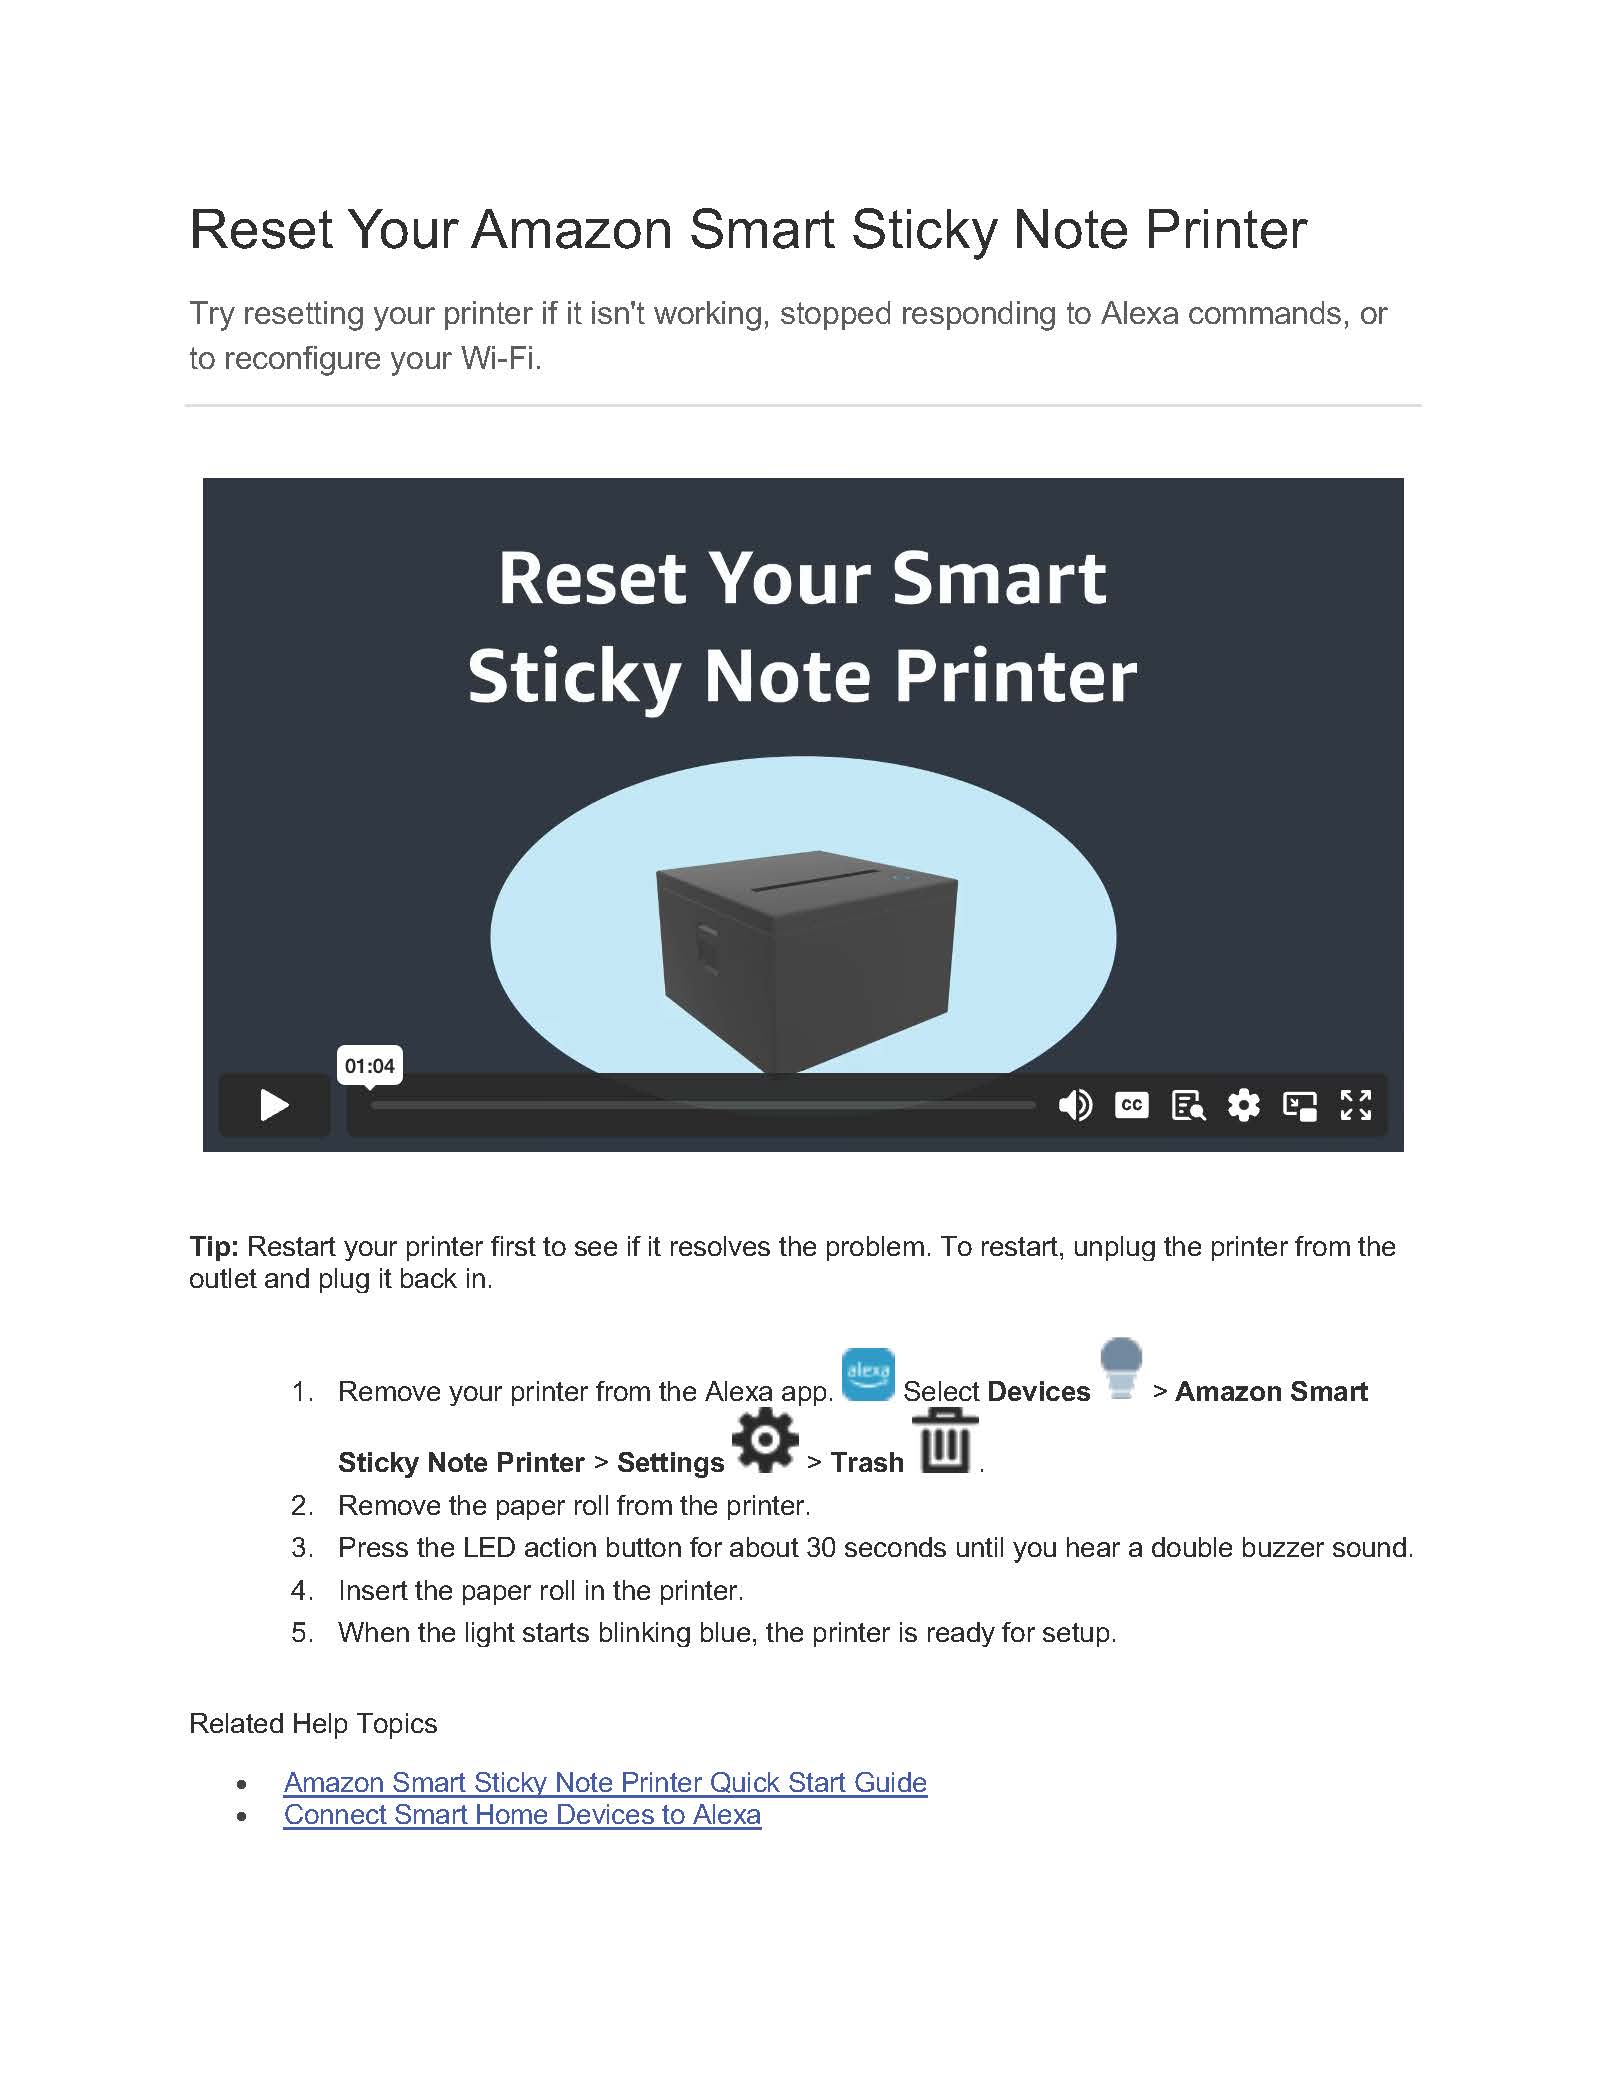 Reset Your Amazon Smart Sticky Note Printer
Try resetting your printer if it isn't working, stopped responding to Alexa commands, or
to reconfigure your Wi-Fi.
Reset Your Smart
Sticky Note Printer
01:04
CC
Tip: Restart your printer first to see if it resolves the problem. To restart, unplug the printer from the
outlet and plug it back in.
1. Remove your printer from the Alexa app. alexa Select Devices > Amazon Smart
Sticky Note Printer > Settings > Trash .
2. Remove the paper roll from the printer.
3. Press the LED action button for about 30 seconds until you hear a double buzzer sound.
4. Insert the paper roll in the printer.
5. When the light starts blinking blue, the printer is ready for setup.
Related Help Topics
• Amazon Smart Sticky Note Printer Quick Start Guide
• Connect Smart Home Devices to Alexa